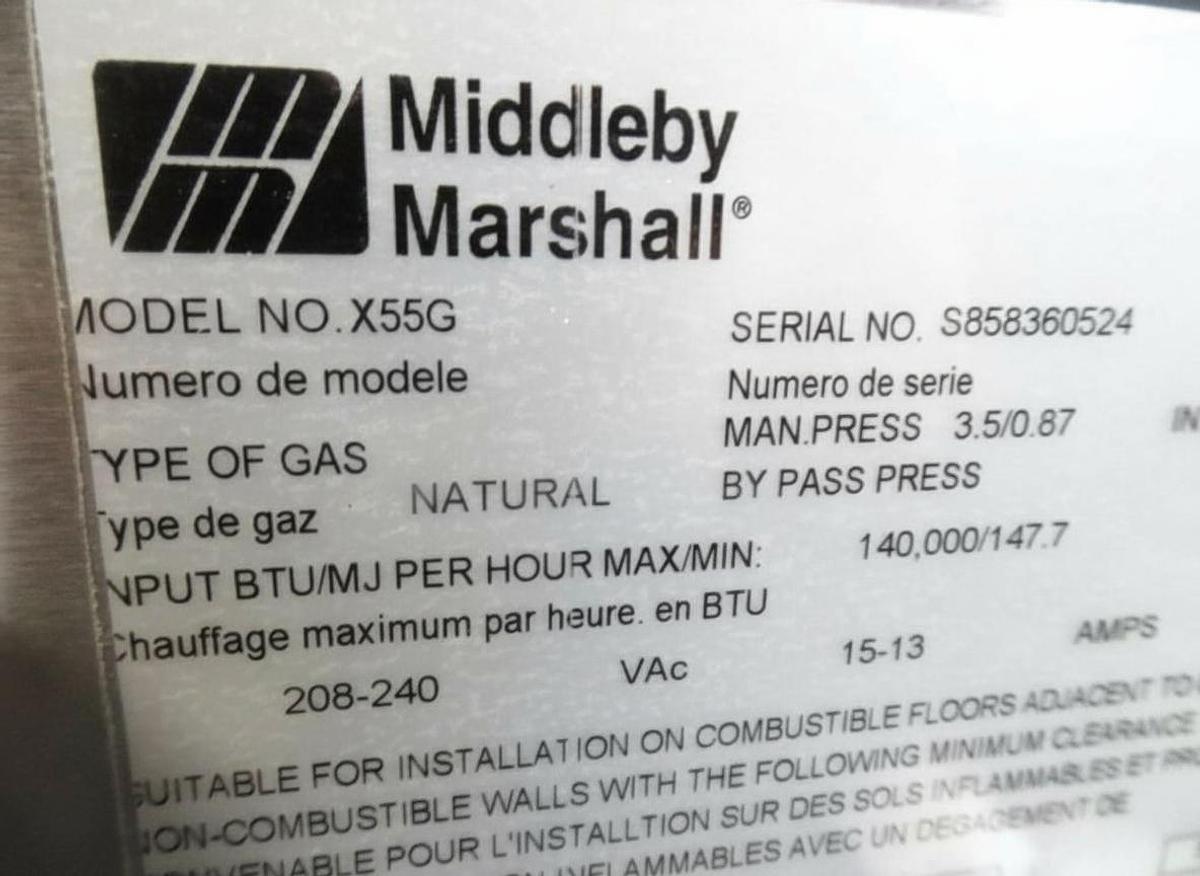 Middleby
Marshall®
MODEL NO. X55G
SERIAL NO. S858360524
Numero de modele
Numero de serie
MAN.PRESS 3.5/0.87 IN
TYPE OF GAS
NATURAL
BY PASS PRESS
Type de gaz
INPUT BTU/MJ PER HOUR MAX/MIN: 140,000/147.7
Chauffage maximum par heure. en BTU
208-240 VAc 15-13 AMPS
SUITABLE FOR INSTALLATION ON COMBUSTIBLE FLOORS ADJACENT TO
NON-COMBUSTIBLE WALLS WITH THE FOLLOWING MINIMUM CLEARANCE
CONVENABLE POUR L'INSTALLTION SUR DES SOLS INFLAMMABLES ET
AVEC UN DEGAGEMENT DE